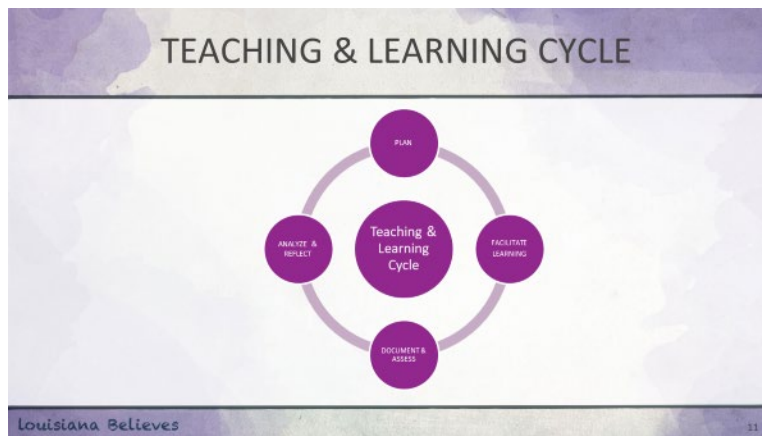 TEACHING & LEARNING CYCLE
PLAN
Teaching &
Learning
Cycle
ANALYZE &
REFLECT
FACILITATE
LEARNING
DOCUMENT &
ASSESS
Louisiana Believes
11